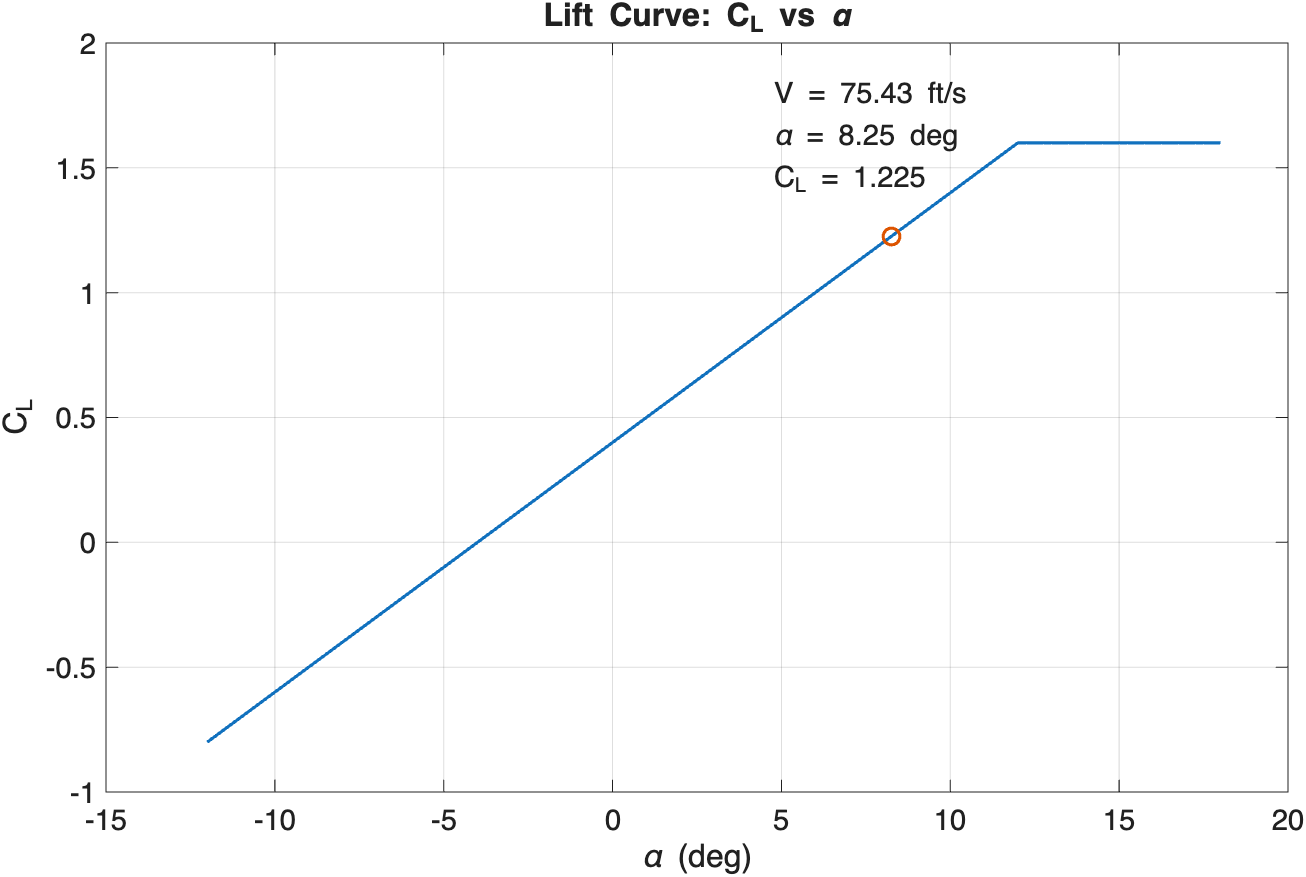 Lift Curve: C_L vs α
V = 75.43 ft/s
α = 8.25 deg
C_L = 1.225
2
1.5
1
0.5
0
-0.5
-1
C_L
-15 -10 -5 0 5 10 15 20
α (deg)